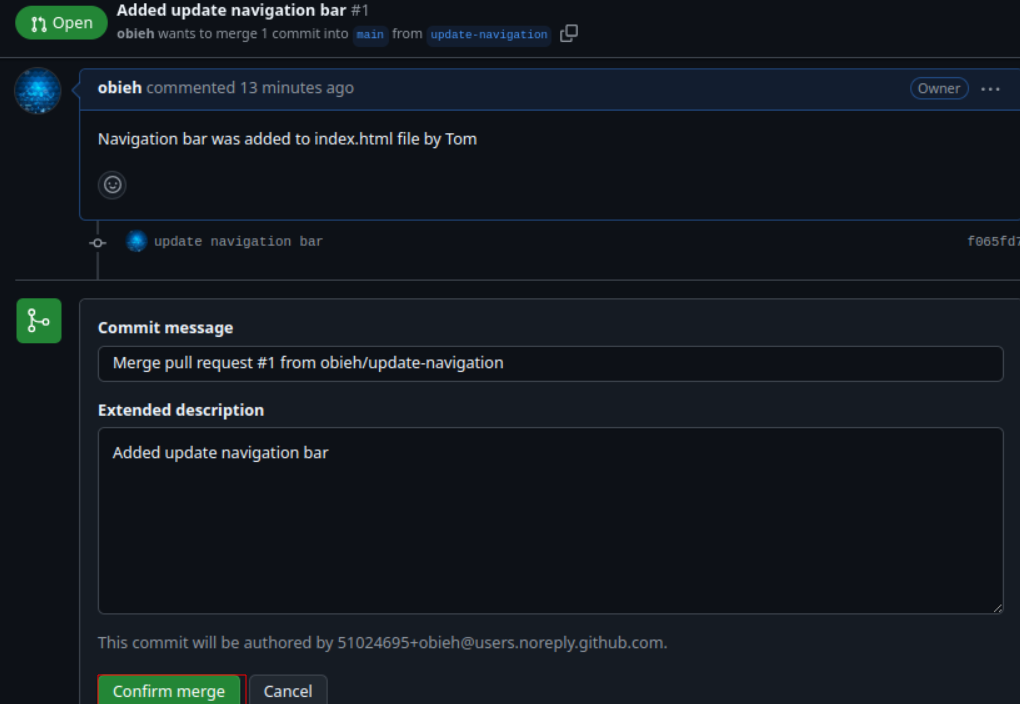 Open
Added update navigation bar #1
obieh wants to merge 1 commit into main from update-navigation
obieh commented 13 minutes ago
Owner
Navigation bar was added to index.html file by Tom
update navigation bar
f065fd7
Commit message
Merge pull request #1 from obieh/update-navigation
Extended description
Added update navigation bar
This commit will be authored by 51024695+obieh@users.noreply.github.com.
Confirm merge Cancel